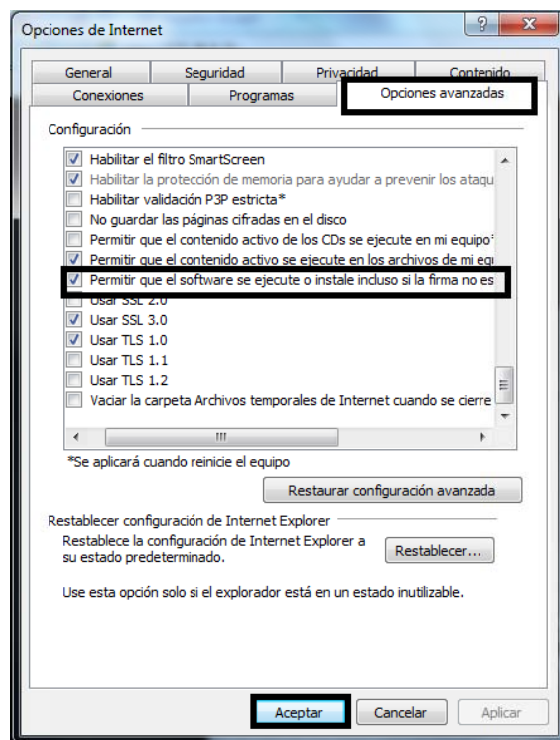 Opciones de Internet
General Seguridad Privacidad Contenido
Conexiones Programas Opciones avanzadas
Configuración
Habilitar el filtro SmartScreen
Habilitar la protección de memoria para ayudar a prevenir los ataqu
Habilitar validación P3P estricta*
No guardar las páginas cifradas en el disco
Permitir que el contenido activo de los CDs se ejecute en mi equipo*
Permitir que el contenido activo se ejecute en los archivos de mi equ
Permitir que el software se ejecute o instale incluso si la firma no es
Usar SSL 2.0
Usar SSL 3.0
Usar TLS 1.0
Usar TLS 1.1
Usar TLS 1.2
Vaciar la carpeta Archivos temporales de Internet cuando se cierre
*Se aplicará cuando reinicie el equipo
Restaurar configuración avanzada
Restablecer configuración de Internet Explorer
Restablece la configuración de Internet Explorer a
su estado predeterminado.
Restablecer...
Use esta opción solo si el explorador está en un estado inutilizable.
Aceptar Cancelar Aplicar